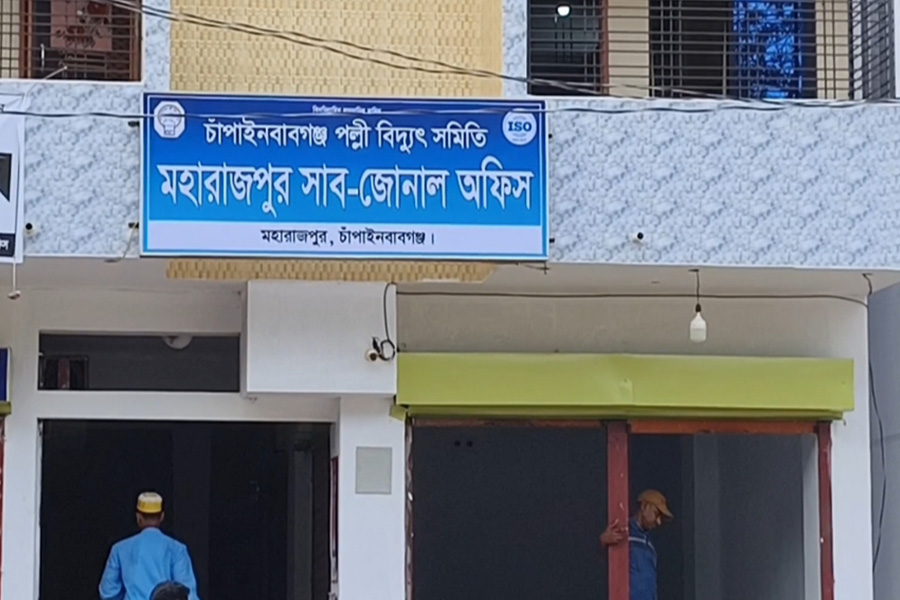 চাঁপাইনবাবগঞ্জ পল্লী বিদ্যুৎ সমিতি
ISO
মহারাজপুর সাব-জোনাল অফিস
মহারাজপুর, চাঁপাইনবাবগঞ্জ।